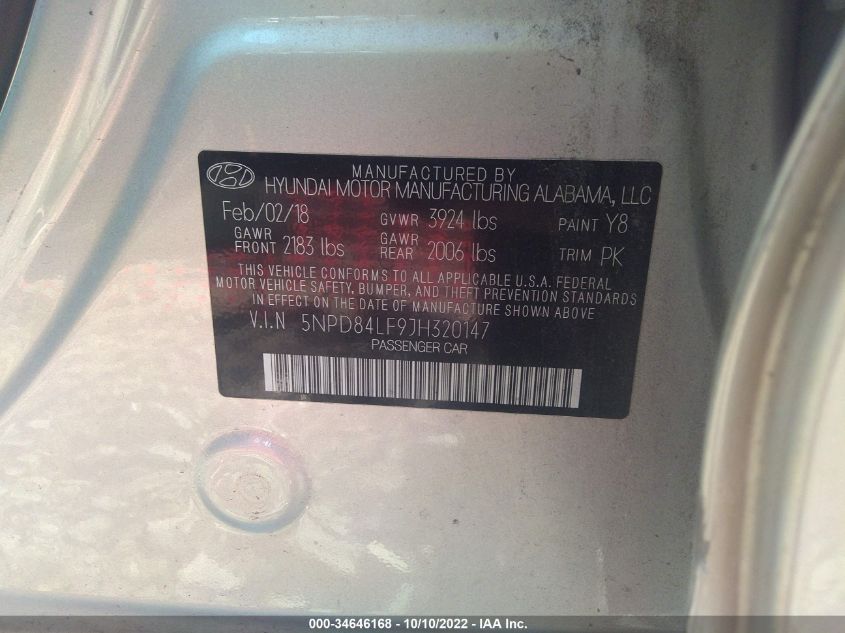 MANUFACTURED BY
HYUNDAI MOTOR MANUFACTURING ALABAMA, LLC
Feb/02/18 GVWR 3924 lbs PAINT Y8
GAWR FRONT 2183 lbs GAWR REAR 2006 lbs TRIM PK
THIS VEHICLE CONFORMS TO ALL APPLICABLE U.S.A. FEDERAL
MOTOR VEHICLE SAFETY, BUMPER, AND THEFT PREVENTION STANDARDS
IN EFFECT ON THE DATE OF MANUFACTURE SHOWN ABOVE
V.I.N 5NPD84LF9JH320147
PASSENGER CAR
000-34646168 - 10/10/2022 - IAA Inc.